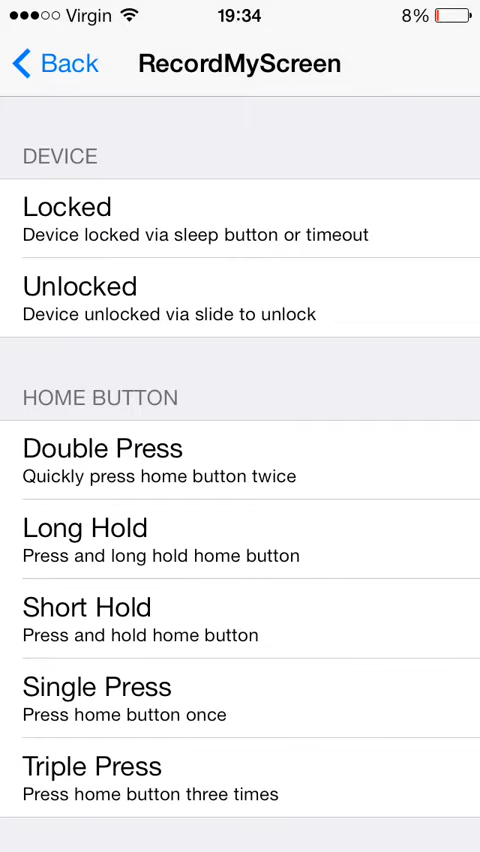 Virgin 19:34 8%
Back RecordMyScreen
DEVICE
Locked
Device locked via sleep button or timeout
Unlocked
Device unlocked via slide to unlock
HOME BUTTON
Double Press
Quickly press home button twice
Long Hold
Press and long hold home button
Short Hold
Press and hold home button
Single Press
Press home button once
Triple Press
Press home button three times